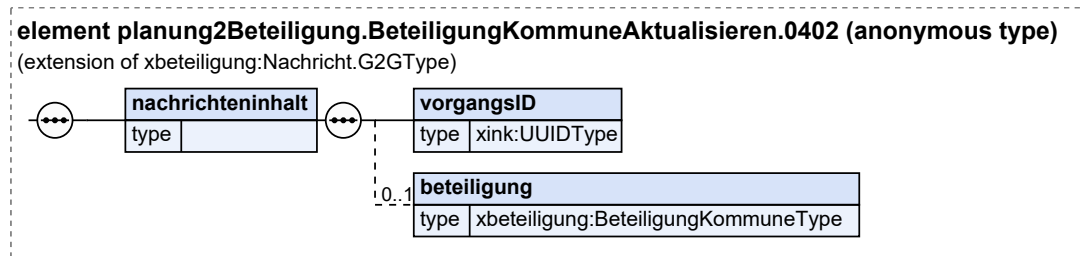 element planung2Beteiligung.BeteiligungKommuneAktualisieren.0402 (anonymous type)
(extension of xbeteiligung:Nachricht.G2GType)
nachrichteninhalt
type
vorgangsID
type xink:UUIDType
0..1
beteiligung
type xbeteiligung:BeteiligungKommuneType